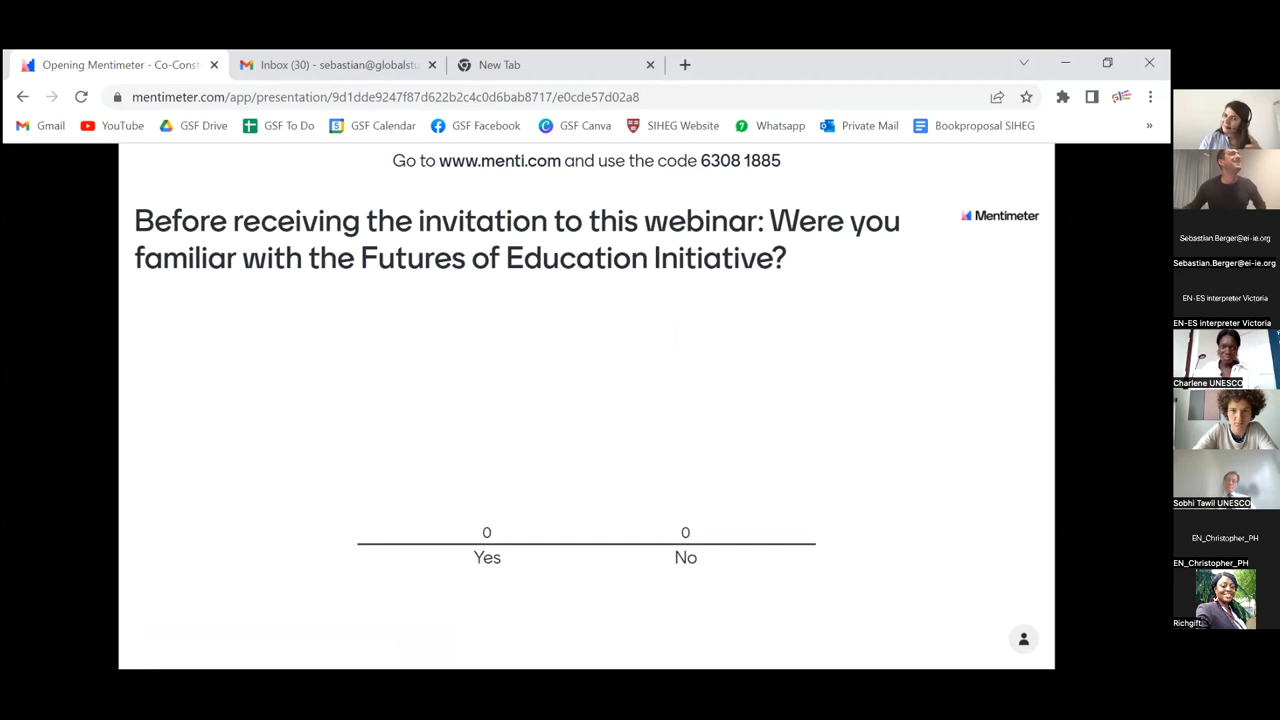 Opening Mentimeter - Co-Const
Inbox (30) - sebastian@globalstu
New Tab
mentimeter.com/app/presentation/9d1dde9247f87d622b2c4c0d6bab8717/e0cde57d02a8
Gmail
YouTube
GSF Drive
GSF To Do
GSF Calendar
GSF Facebook
GSF Canva
SIHEG Website
Whatsapp
Private Mail
Bookproposal SIHEG
Go to www.menti.com and use the code 6308 1885
Before receiving the invitation to this webinar: Were you
familiar with the Futures of Education Initiative?
Mentimeter
0
0
Yes
No
Sebastian.Berger@ei-ie.org
Sebastian.Berger@ei-ie.org
EN-ES interpreter Victoria
EN-ES interpreter Victoria
Charlene UNESCO
Sobhi Tawil UNESCO
EN_Christopher_PH
EN_Christopher_PH
Richgift